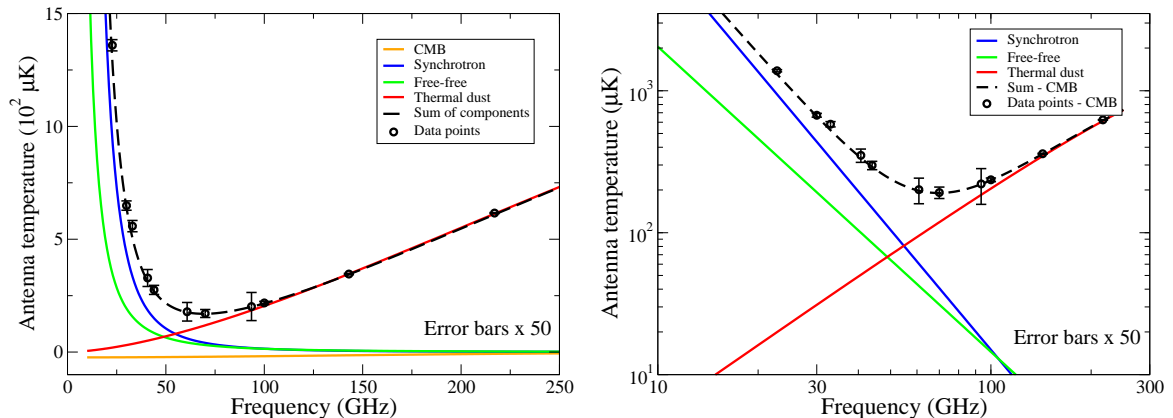 15
10
5
0
Antenna temperature (10² µK)
CMB
Synchrotron
Free-free
Thermal dust
Sum of components
Data points
Error bars x 50
0 50 100 150 200 250
Frequency (GHz)
10³
10²
10¹
Antenna temperature (µK)
Synchrotron
Free-free
Thermal dust
Sum - CMB
Data points - CMB
Error bars x 50
10 30 100 300
Frequency (GHz)